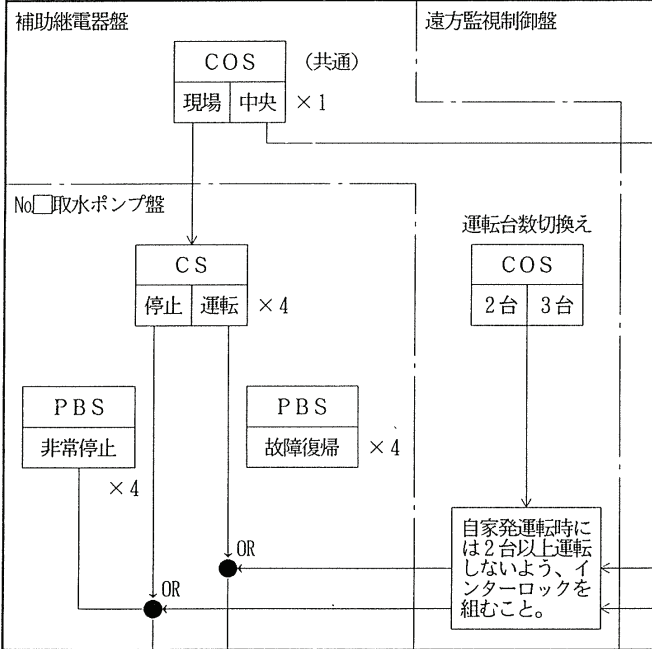 補助継電器盤
遠方監視制御盤
COS
(共通)
現場 中央
×1
No□取水ポンプ盤
運転台数切換え
CS
停止 運転
×4
COS
2台 3台
PBS
非常停止
×4
PBS
故障復帰
×4
自家発運転時に
は2台以上運転
しないよう、イ
ンターロックを
組むこと。
OR
OR